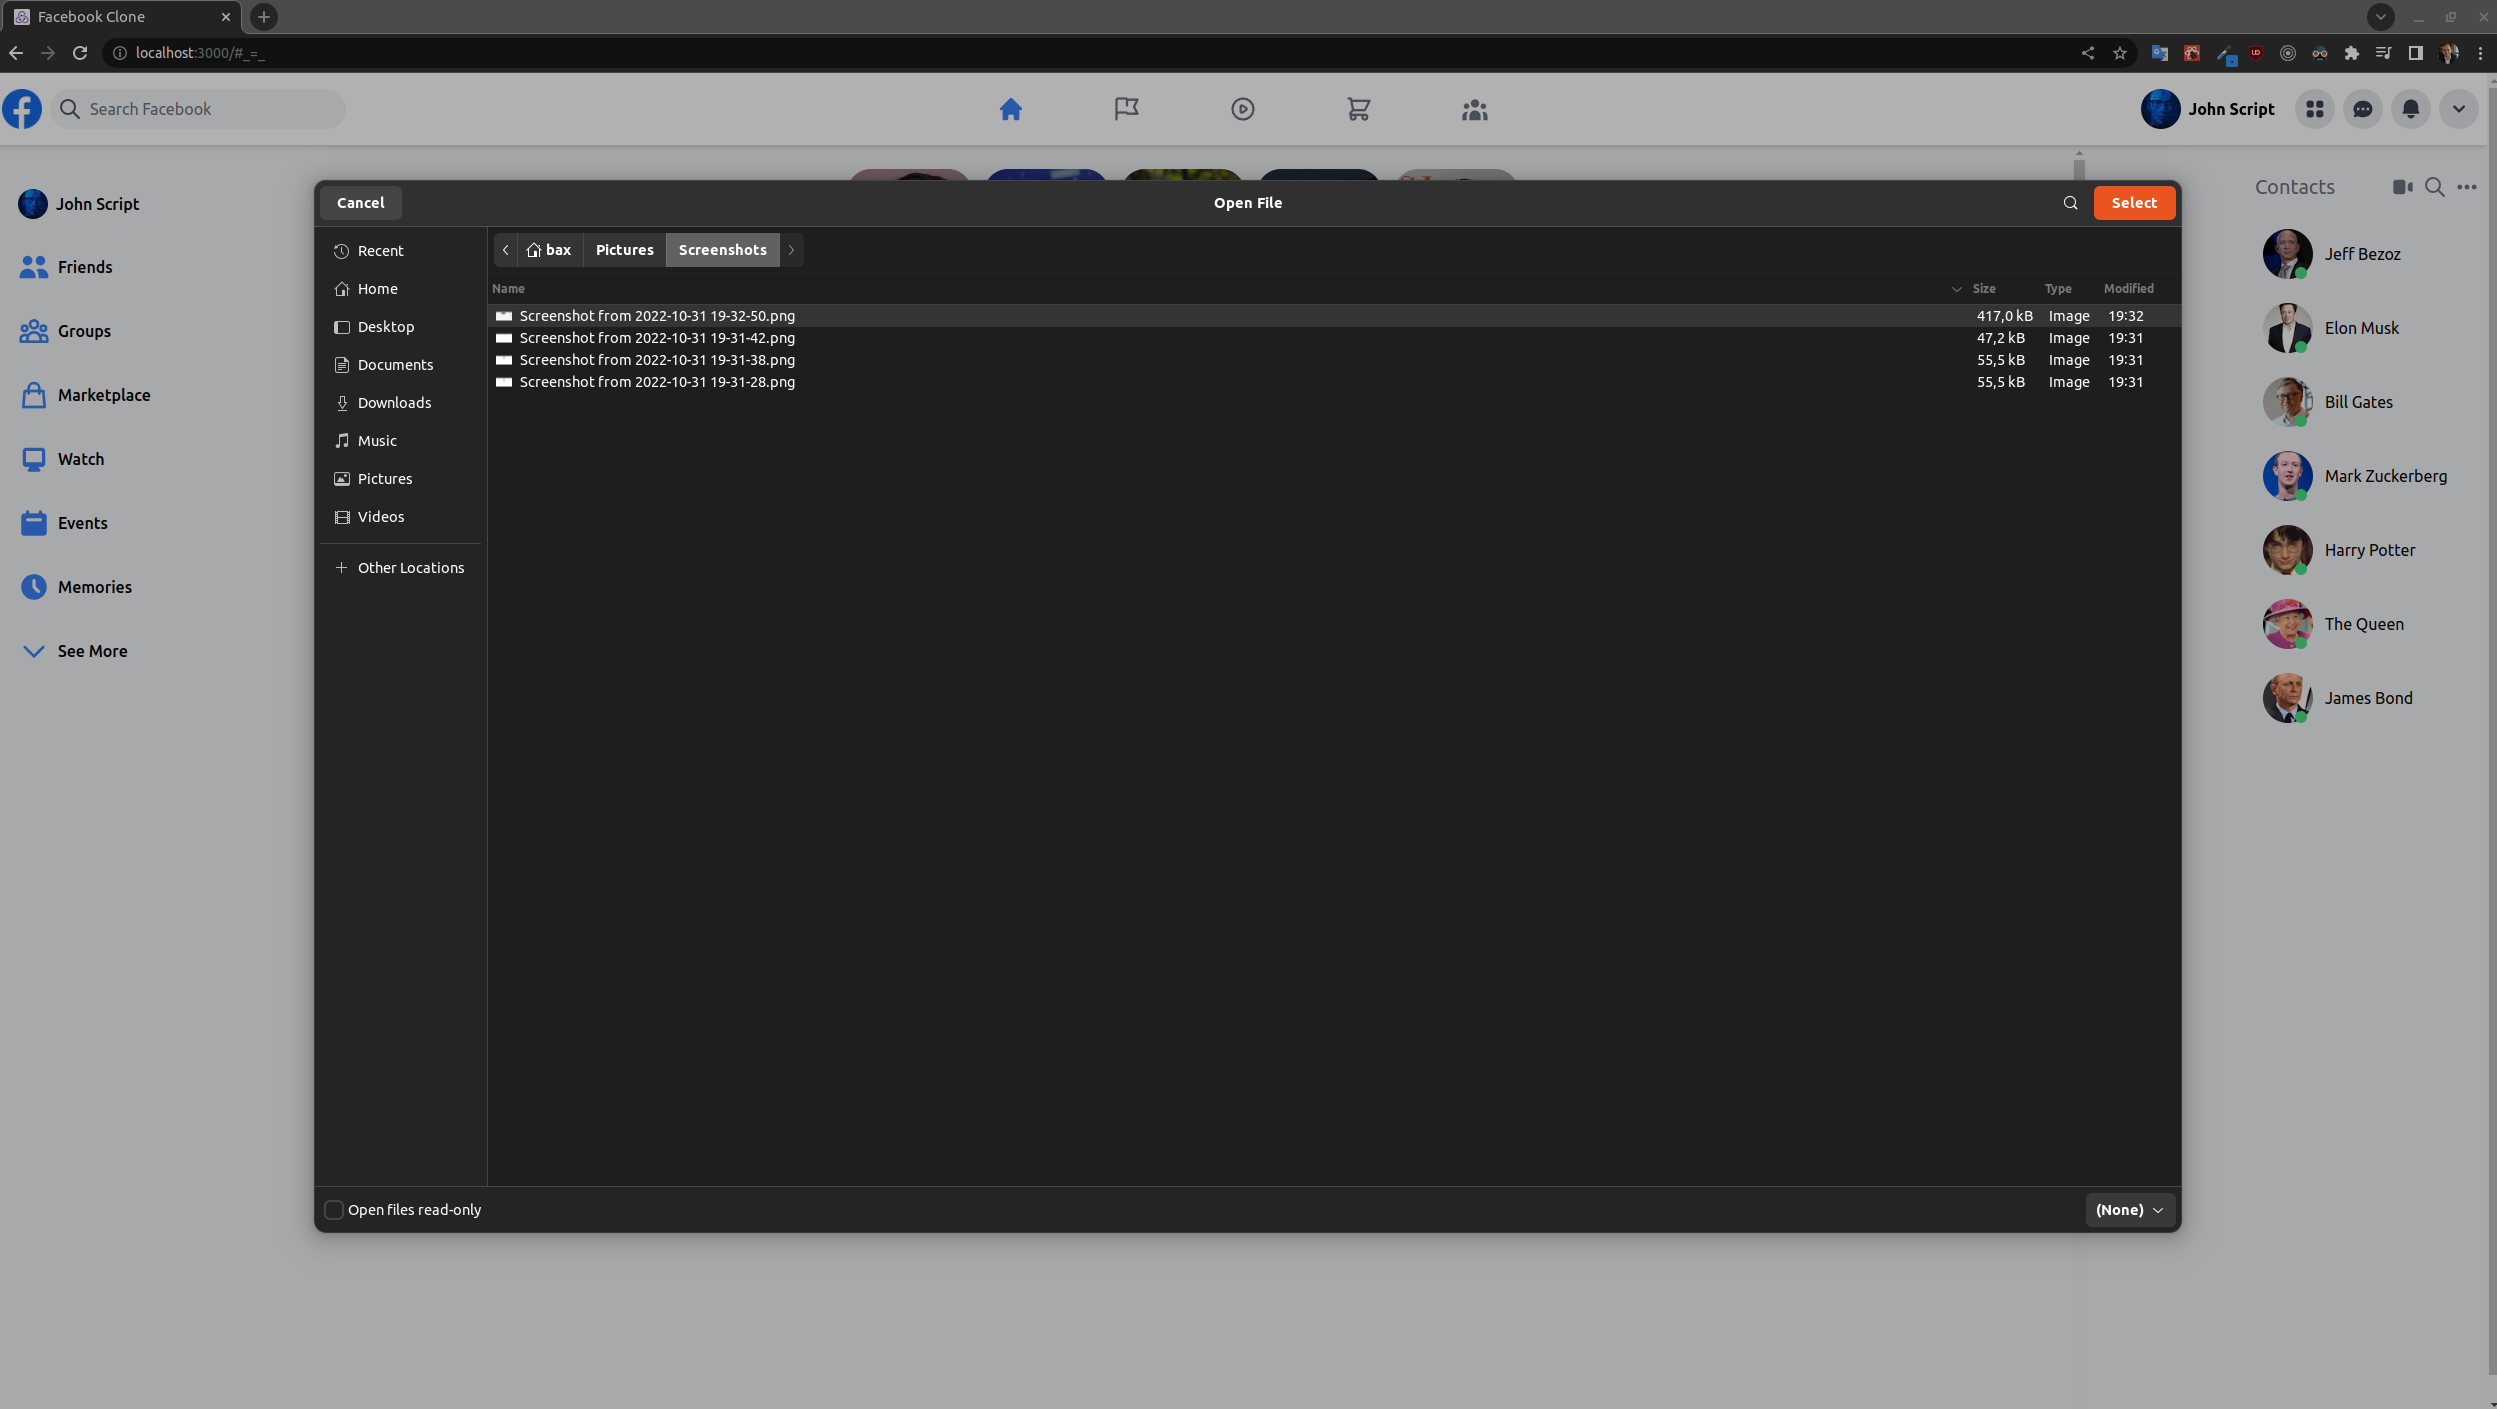 Facebook Clone
localhost:3000/#_=_
Search Facebook
John Script
John Script
Friends
Groups
Marketplace
Watch
Events
Memories
See More
Cancel
Open File
Select
Recent
Home
Desktop
Documents
Downloads
Music
Pictures
Videos
Other Locations
bax Pictures Screenshots
Name Size Type Modified
Screenshot from 2022-10-31 19-32-50.png 417,0 kB Image 19:32
Screenshot from 2022-10-31 19-31-42.png 47,2 kB Image 19:31
Screenshot from 2022-10-31 19-31-38.png 55,5 kB Image 19:31
Screenshot from 2022-10-31 19-31-28.png 55,5 kB Image 19:31
Open files read-only
(None)
Contacts
Jeff Bezoz
Elon Musk
Bill Gates
Mark Zuckerberg
Harry Potter
The Queen
James Bond